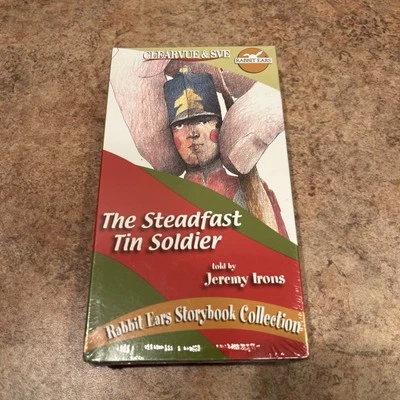 CLEARVUE & SVE
RABBIT EARS
The Steadfast
Tin Soldier
told by
Jeremy Irons
Rabbit Ears Storybook Collection